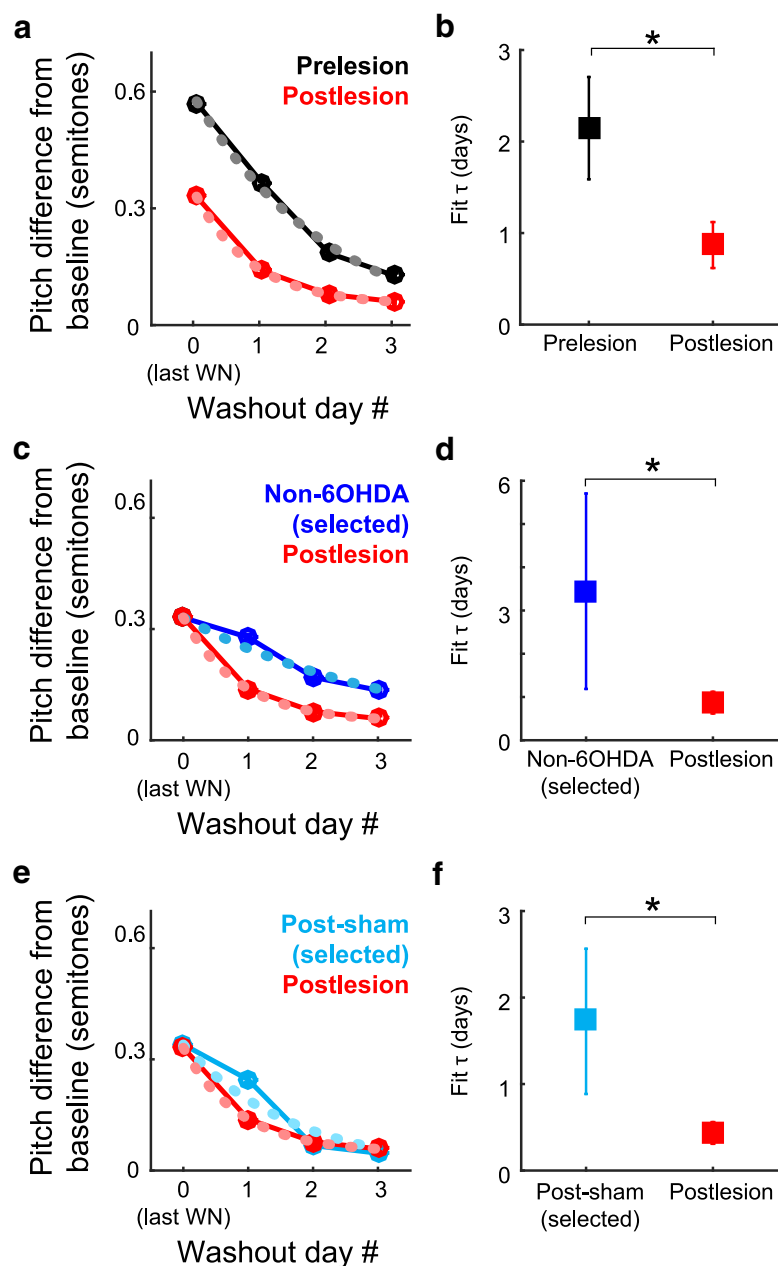 a
Prelesion
Postlesion
Pitch difference from
baseline (semitones)
0.6
0.3
0
0
1
2
3
(last WN)
Washout day #
b
*
Fit τ (days)
3
2
1
0
Prelesion
Postlesion
c
Non-6OHDA
(selected)
Postlesion
Pitch difference from
baseline (semitones)
0.6
0.3
0
0
1
2
3
(last WN)
Washout day #
d
*
Fit τ (days)
6
3
0
Non-6OHDA
(selected)
Postlesion
e
Post-sham
(selected)
Postlesion
Pitch difference from
baseline (semitones)
0.6
0.3
0
0
1
2
3
(last WN)
Washout day #
f
*
Fit τ (days)
3
2
1
0
Post-sham
(selected)
Postlesion